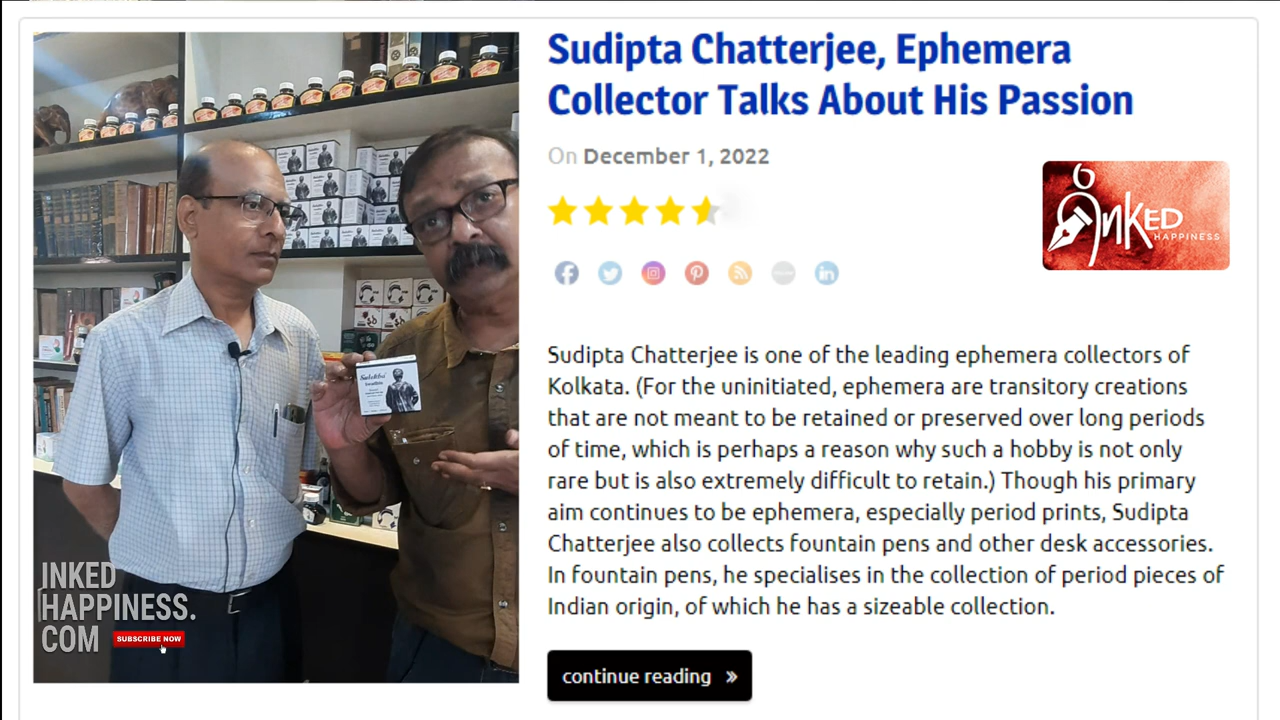 Sudipta Chatterjee, Ephemera
Collector Talks About His Passion
On December 1, 2022
inKED
HAPPINESS
Sudipta Chatterjee is one of the leading ephemera collectors of
Kolkata. (For the uninitiated, ephemera are transitory creations
that are not meant to be retained or preserved over long periods
of time, which is perhaps a reason why such a hobby is not only
rare but is also extremely difficult to retain.) Though his primary
aim continues to be ephemera, especially period prints, Sudipta
Chatterjee also collects fountain pens and other desk accessories.
In fountain pens, he specialises in the collection of period pieces of
Indian origin, of which he has a sizeable collection.
continue reading »
Sulekha
INKED
HAPPINESS.
COM
SUBSCRIBE NOW